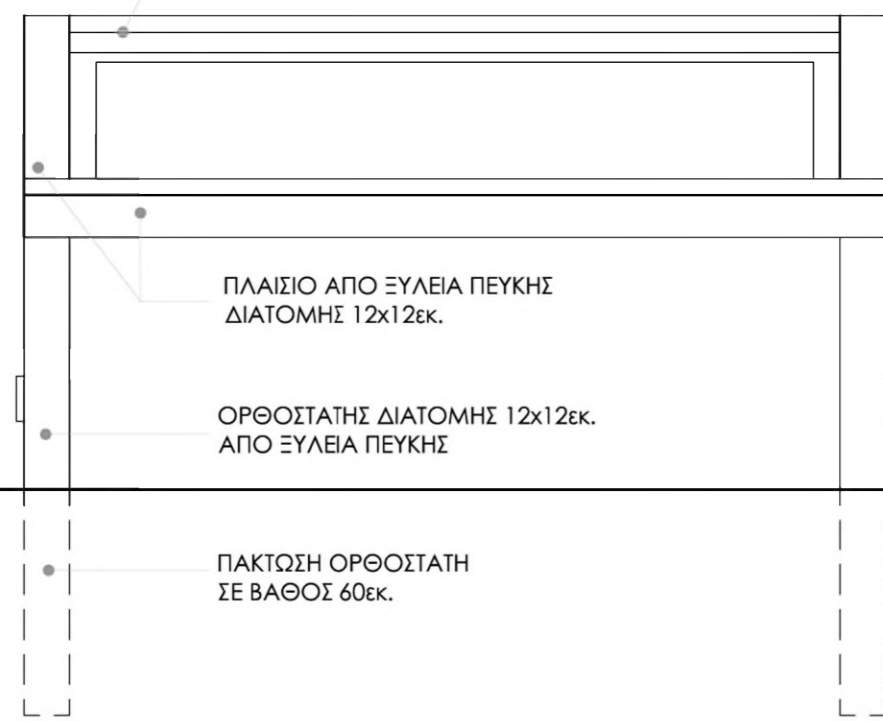 ΠΛΑΙΣΙΟ ΑΠΟ ΞΥΛΕΙΑ ΠΕΥΚΗΣ
ΔΙΑΤΟΜΗΣ 12x12εκ.
ΟΡΘΟΣΤΑΤΗΣ ΔΙΑΤΟΜΗΣ 12x12εκ.
ΑΠΟ ΞΥΛΕΙΑ ΠΕΥΚΗΣ
ΠΑΚΤΩΣΗ ΟΡΘΟΣΤΑΤΗ
ΣΕ ΒΑΘΟΣ 60εκ.